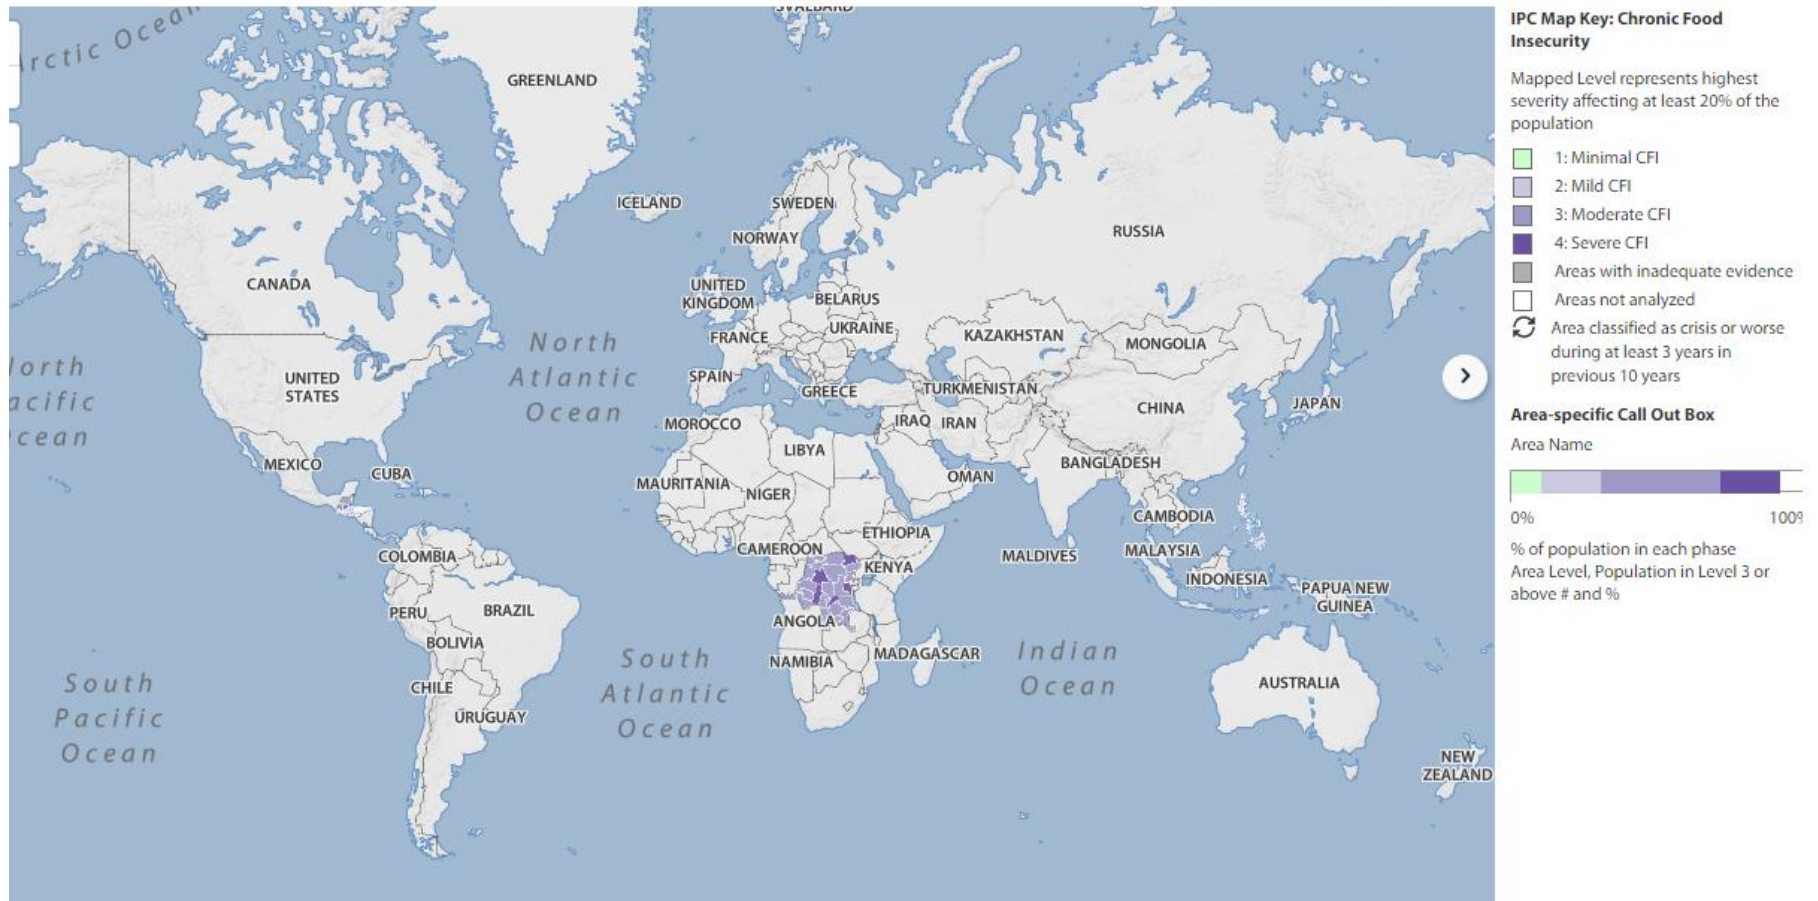 Arctic Ocean
SVALBARD
GREENLAND
ICELAND
SWEDEN
NORWAY
RUSSIA
CANADA
UNITED
KINGDOM
BELARUS
UKRAINE
FRANCE
KAZAKHSTAN
MONGOLIA
North
Atlantic
Ocean
North
Pacific
Ocean
UNITED
STATES
SPAIN
GREECE
TURKMENISTAN
CHINA
JAPAN
MOROCCO
IRAQ
IRAN
LIBYA
MEXICO
CUBA
BANGLADESH
MAURITANIA
NIGER
OMAN
CAMBODIA
ETHIOPIA
COLOMBIA
CAMEROON
KENYA
MALDIVES
MALAYSIA
INDONESIA
PAPUA NEW
GUINEA
PERU
BRAZIL
ANGOLA
BOLIVIA
NAMIBIA
MADAGASCAR
Indian
Ocean
South
Atlantic
Ocean
South
Pacific
Ocean
CHILE
URUGUAY
AUSTRALIA
NEW
ZEALAND
IPC Map Key: Chronic Food
Insecurity
Mapped Level represents highest
severity affecting at least 20% of the
population
1: Minimal CFI
2: Mild CFI
3: Moderate CFI
4: Severe CFI
Areas with inadequate evidence
Areas not analyzed
Area classified as crisis or worse
during at least 3 years in
previous 10 years
Area-specific Call Out Box
Area Name
0% 100%
% of population in each phase
Area Level, Population in Level 3 or
above # and %